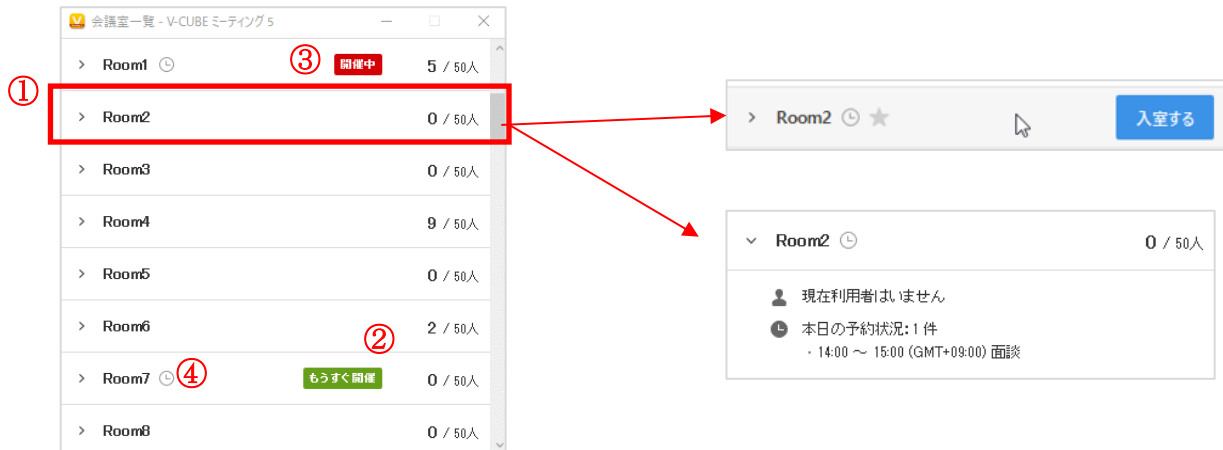 会議室一覧 - V-CUBE ミーティング 5
Room1 ③ 開催中 5 / 50人
①
Room2 0 / 50人
Room3 0 / 50人
Room4 9 / 50人
Room5 0 / 50人
Room6 2 / 50人
②
Room7 ④ もうすぐ開催 0 / 50人
Room8 0 / 50人
Room2 入室する
Room2 0 / 50人
現在利用者はいません
本日の予約状況: 1 件
・14:00 ～ 15:00 (GMT+09:00) 面談